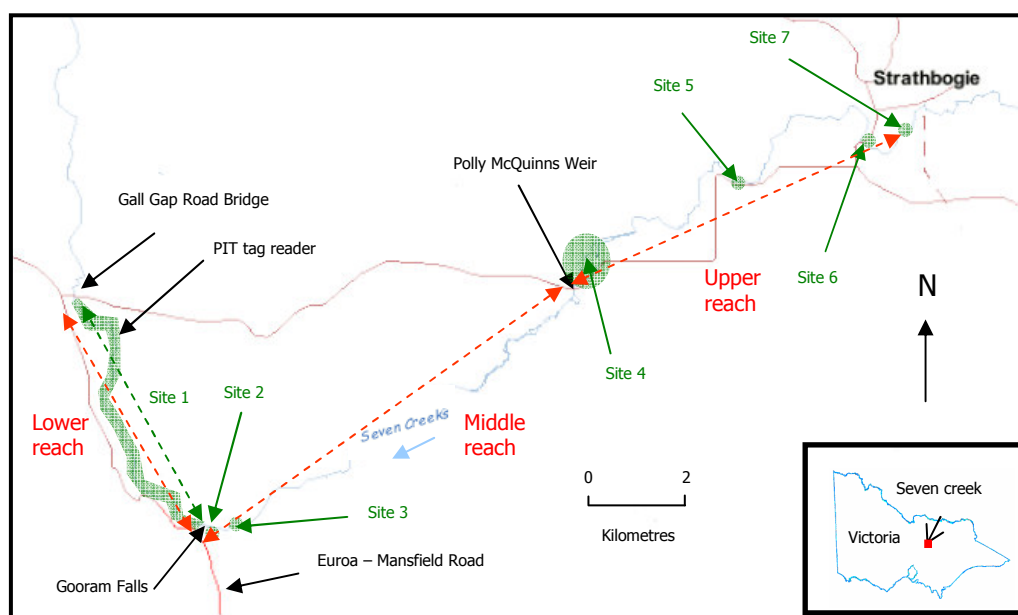 Site 7
Strathbogie
Site 5
Polly McQuinns Weir
Gall Gap Road Bridge
PIT tag reader
Site 6
Upper
reach
N
Site 4
Site 1
Site 2
Lower
reach
Seven Creeks
Middle
reach
0 2
Kilometres
Site 3
Gooram Falls
Euroa – Mansfield Road
Seven creek
Victoria